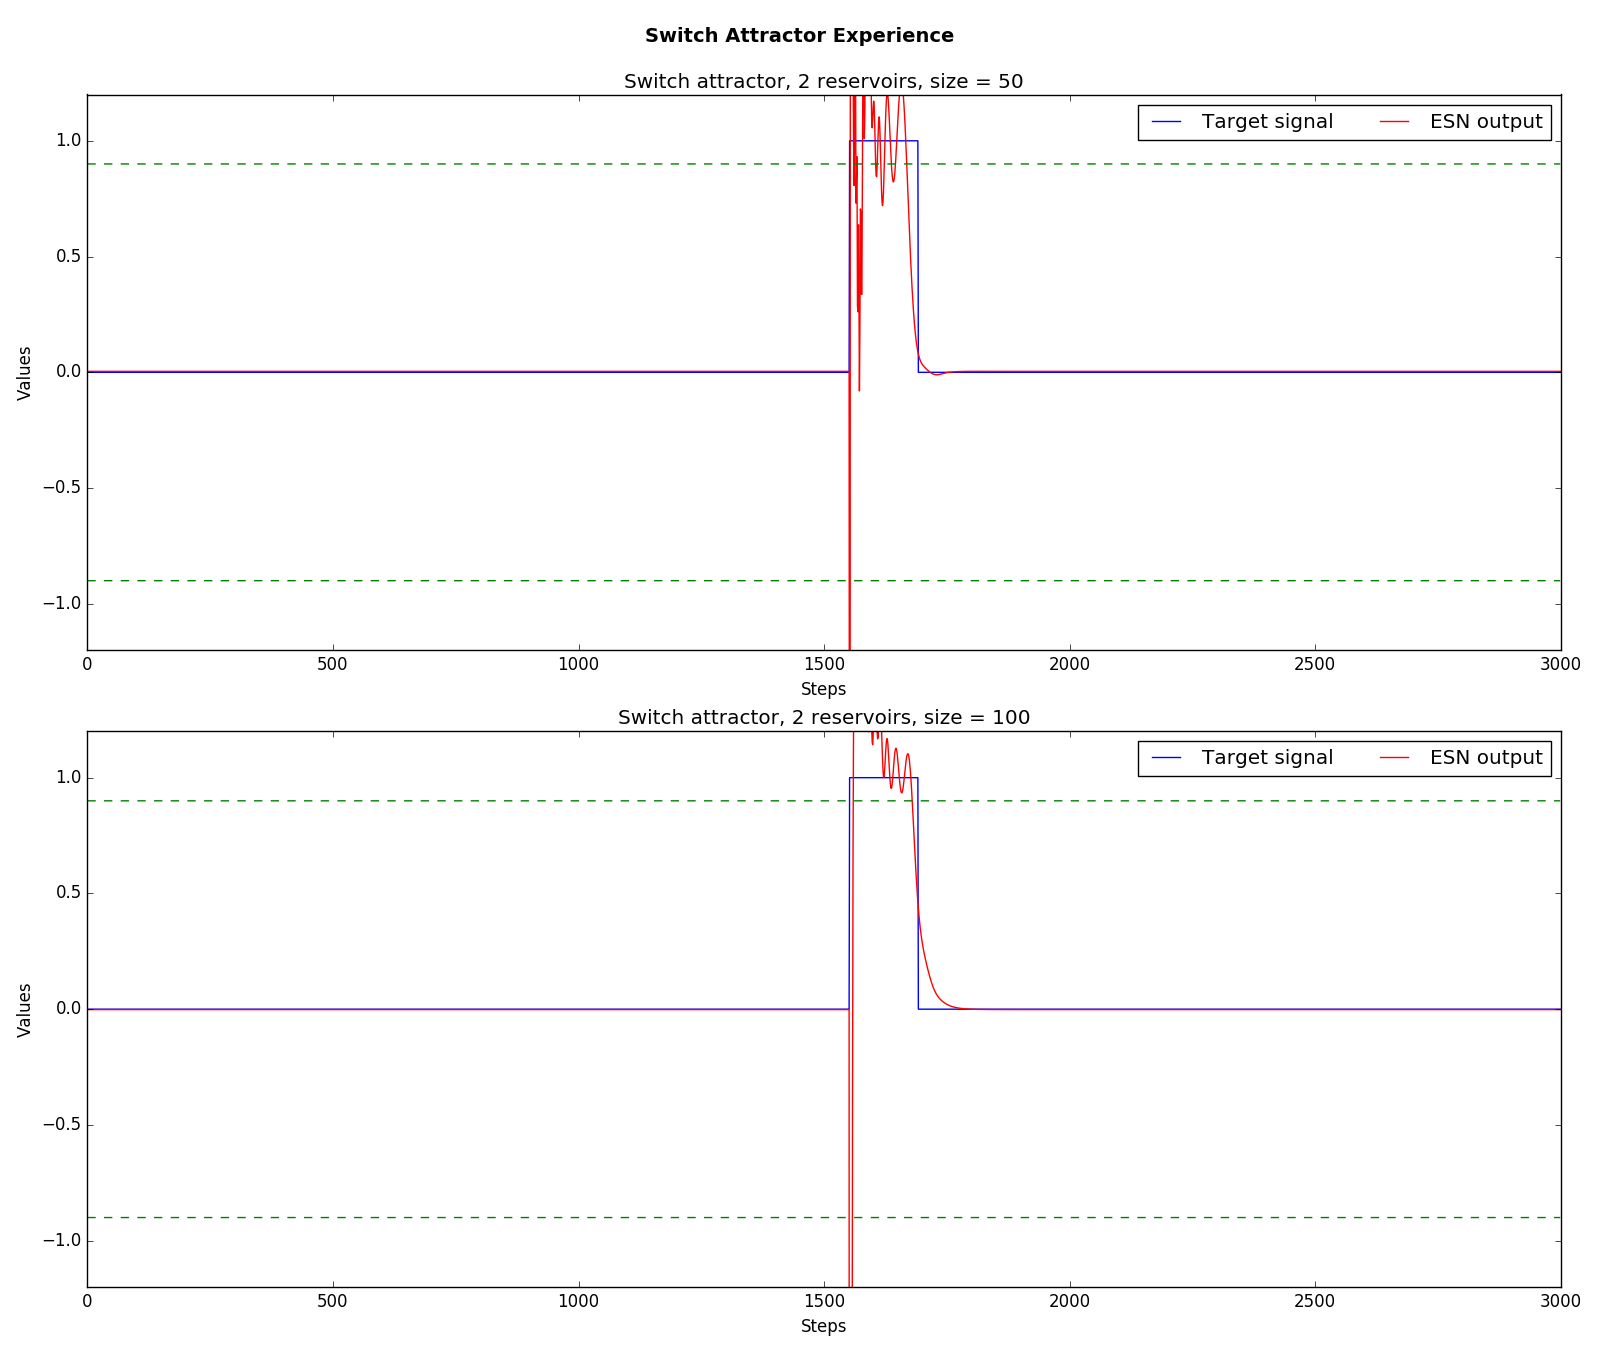 Switch Attractor Experience
Switch attractor, 2 reservoirs, size = 50
Target signal ESN output
1.0
0.5
0.0
−0.5
−1.0
Values
0 500 1000 1500 2000 2500 3000
Steps
Switch attractor, 2 reservoirs, size = 100
Target signal ESN output
1.0
0.5
0.0
−0.5
−1.0
Values
0 500 1000 1500 2000 2500 3000
Steps